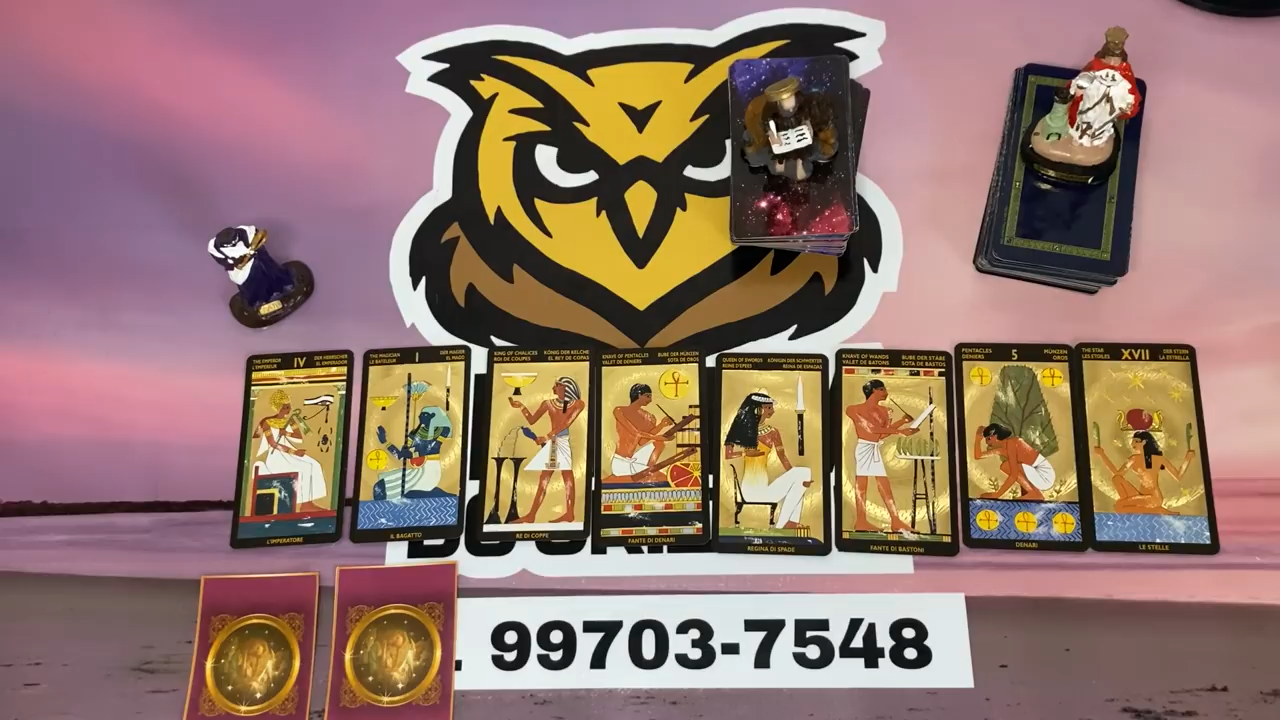 THE EMPEROR
L'EMPEREUR
IV
DER HERRSCHER
EL EMPERADOR
L'IMPERATORE
THE MAGICIAN
LE BATELEUR
I
DER MAGIER
EL MAGO
IL BAGATTO
KING OF CHALICES
ROI DE COUPES
KÖNIG DER KELCHE
EL REY DE COPAS
RE DI COPPE
KNAVE OF PENTACLES
VALET DE DENIERS
BUBE DER MÜNZEN
SOTA DE OROS
FANTE DI DENARI
QUEEN OF SWORDS
REINE D'EPEES
KÖNIGIN DER SCHWERTER
REINA DE ESPADAS
REGINA DI SPADE
KNAVE OF WANDS
VALET DE BATONS
BUBE DER STÄBE
SOTA DE BASTOS
FANTE DI BASTONI
PENTACLES
DENIERS
5
MÜNZEN
OROS
DENARI
THE STAR
LES ETOILES
XVII
DER STERN
LA ESTRELLA
LE STELLE
99703-7548